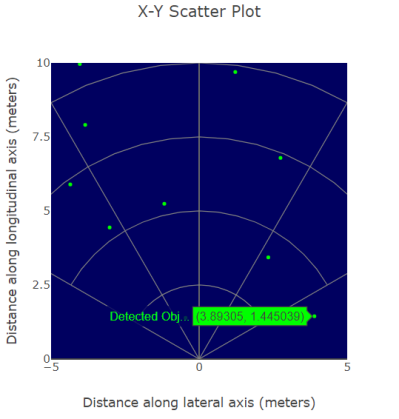 X-Y Scatter Plot
Distance along longitudinal axis (meters)
10
7.5
5
2.5
0
Detected Obj... (3.89305, 1.445039)
−5
0
5
Distance along lateral axis (meters)